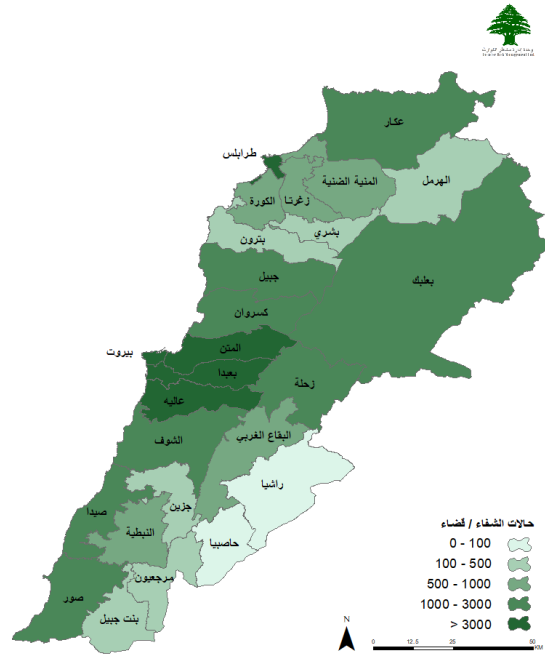 عكار
طرابلس
الهرمل
المنية الضنية
زغرتا
الكورة
بشري
بترون
جبيل
بعلبك
كسروان
المتن
بيروت
بعبدا
زحلة
عاليه
البقاع الغربي
الشوف
راشيا
جزين
صيدا
النبطية
حاصبيا
مرجعيون
صور
بنت جبيل
حالات الشفاء / قضاء
0 - 100
100 - 500
500 - 1000
1000 - 3000
> 3000
N
0 12.5 25 50
KM